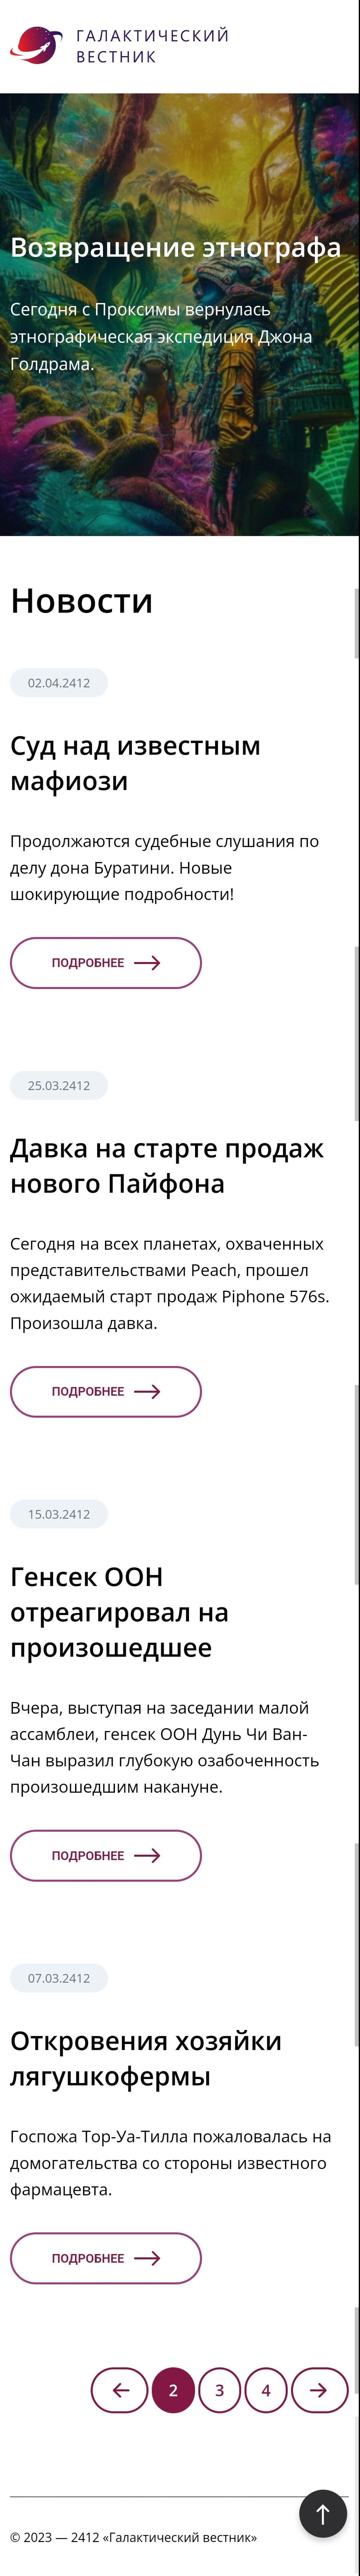 ГАЛАКТИЧЕСКИЙ
ВЕСТНИК
Возвращение этнографа
Сегодня с Проксимы вернулась
этнографическая экспедиция Джона
Голдрама.
Новости
02.04.2412
Суд над известным
мафиози
Продолжаются судебные слушания по
делу дона Буратини. Новые
шокирующие подробности!
ПОДРОБНЕЕ
25.03.2412
Давка на старте продаж
нового Пайфона
Сегодня на всех планетах, охваченных
представительствами Peach, прошел
ожидаемый старт продаж Piphone 576s.
Произошла давка.
ПОДРОБНЕЕ
15.03.2412
Генсек ООН
отреагировал на
произошедшее
Вчера, выступая на заседании малой
ассамблеи, генсек ООН Дунь Чи Ван-
Чан выразил глубокую озабоченность
произошедшим накануне.
ПОДРОБНЕЕ
07.03.2412
Откровения хозяйки
лягушкофермы
Госпожа Тор-Уа-Тилла пожаловалась на
домогательства со стороны известного
фармацевта.
ПОДРОБНЕЕ
← 2 3 4 →
© 2023 — 2412 «Галактический вестник»